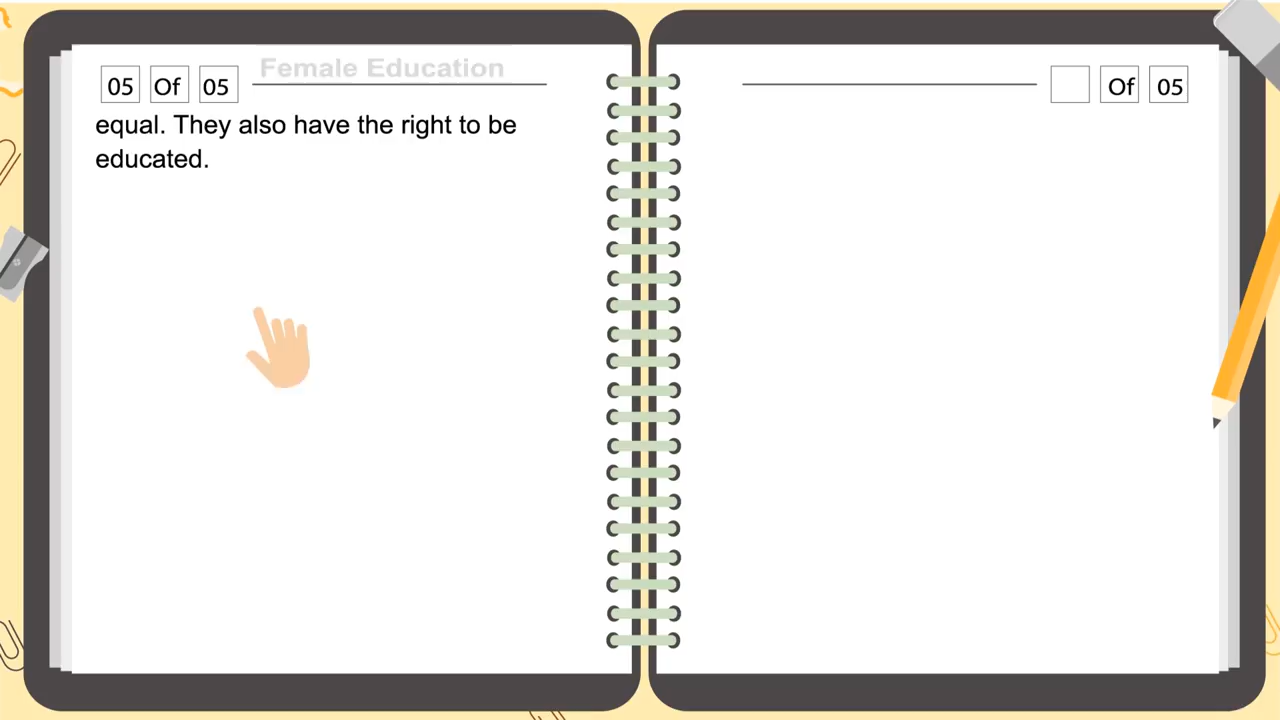 Female Education
05 Of 05
equal. They also have the right to be
educated.
Of 05